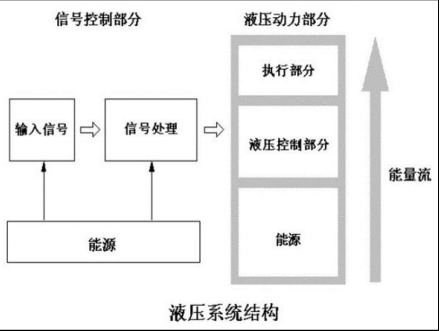 信号控制部分
液压动力部分
执行部分
输入信号
信号处理
液压控制部分
能量流
能源
能源
液压系统结构